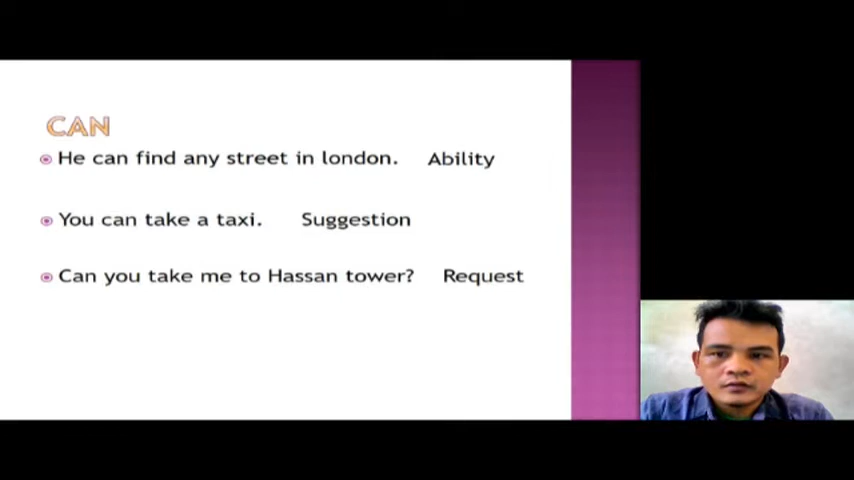 CAN
He can find any street in london. Ability
You can take a taxi. Suggestion
Can you take me to Hassan tower? Request